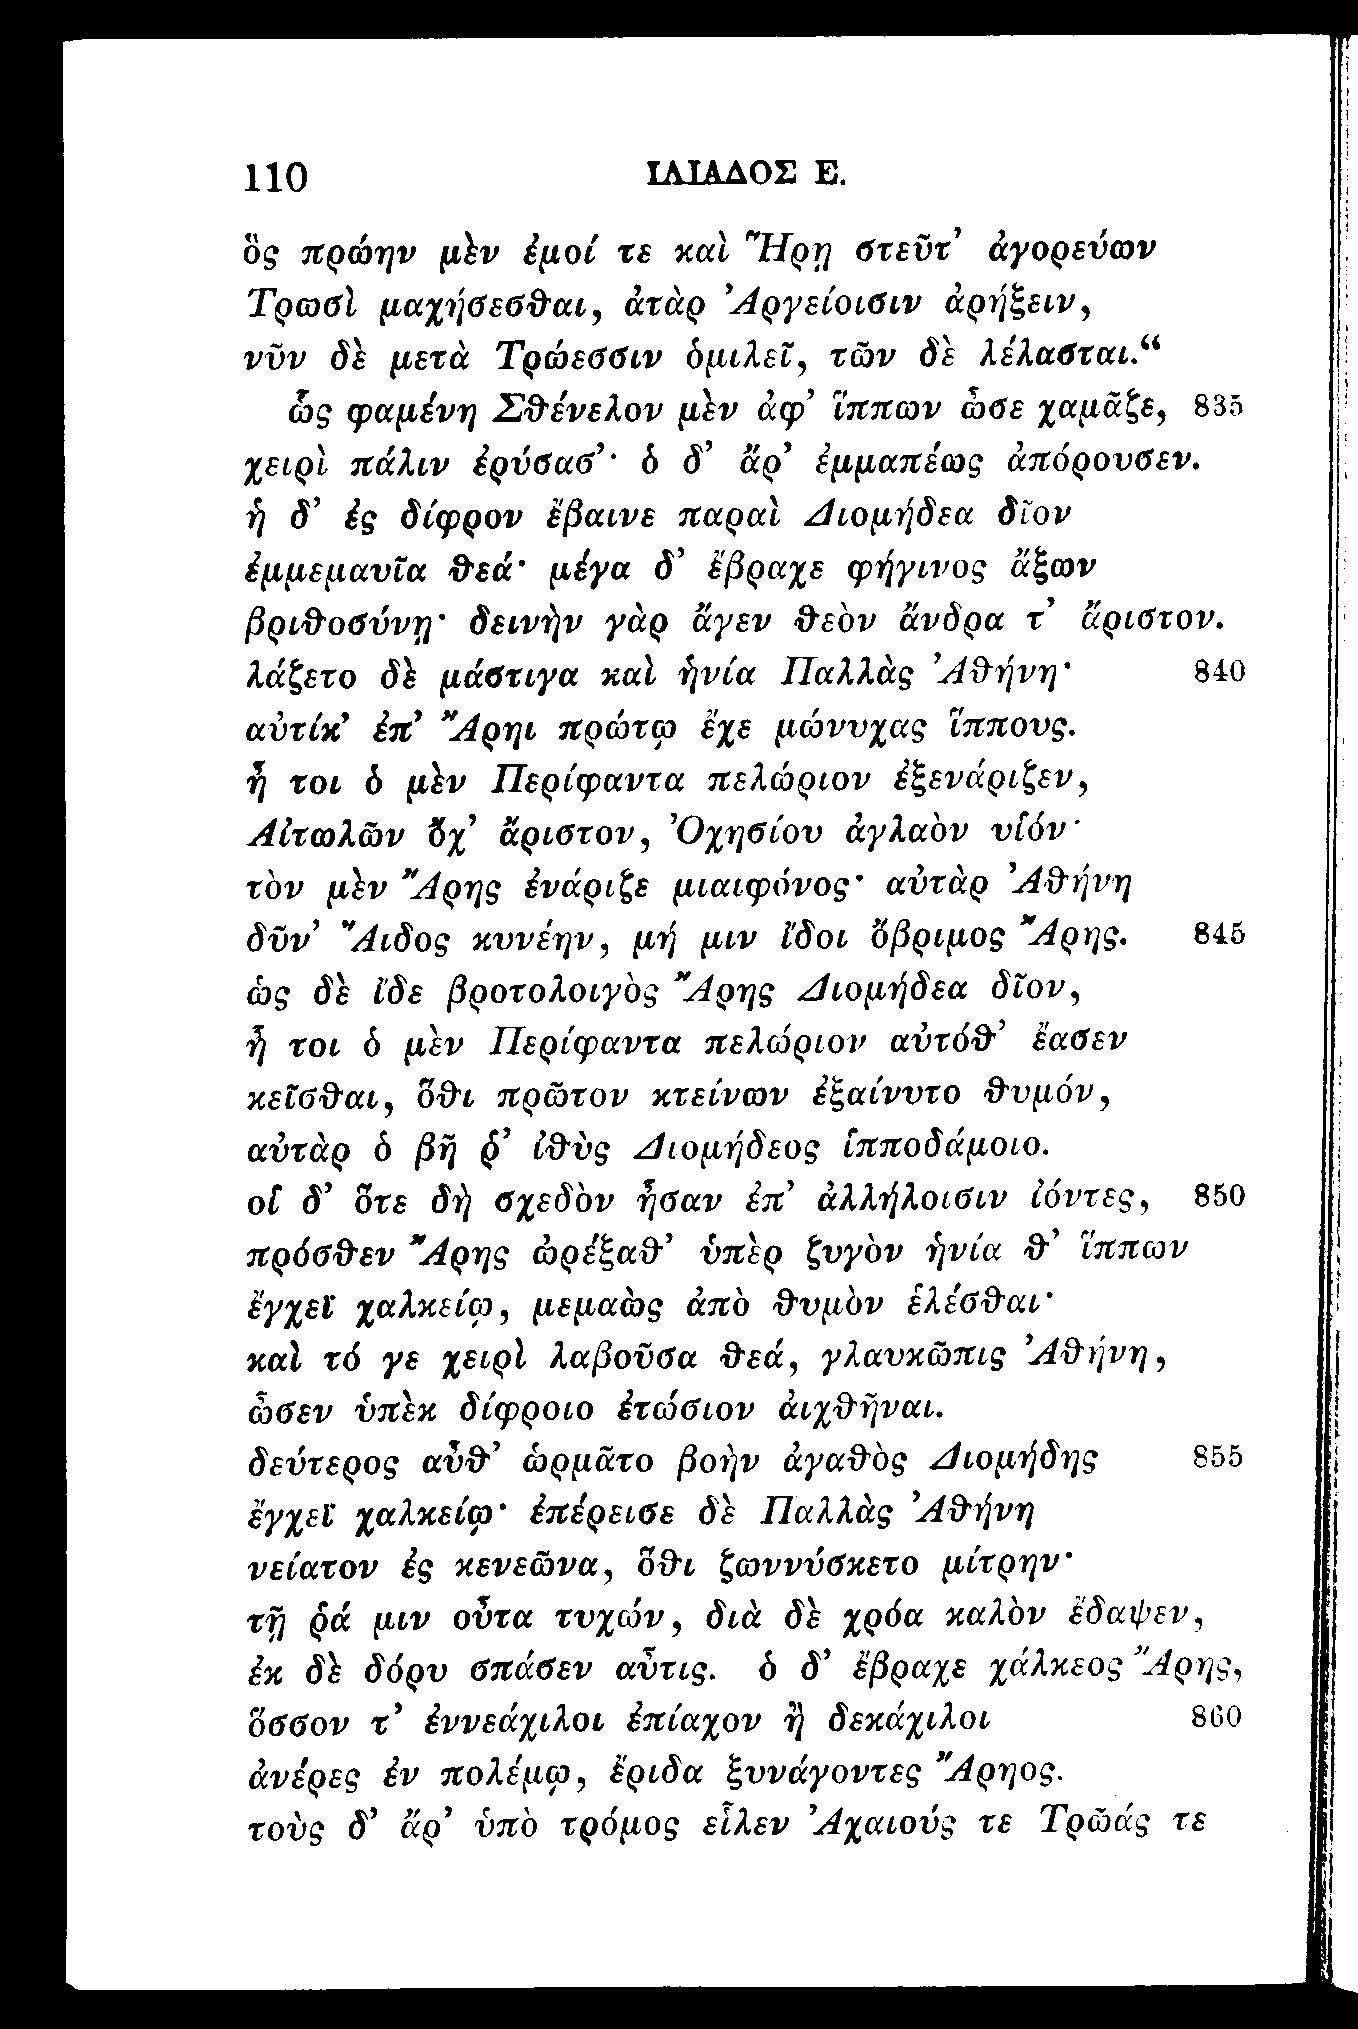 110 ΙΛΙΑΔΟΣ Ε.
ὃς πρώην μὲν ἐμοί τε καὶ Ἥρῃ στεῦτ’ ἀγορεύων
Τρωσὶ μαχήσεσθαι, ἀτὰρ Ἀργείοισιν ἀρήξειν,
νῦν δὲ μετὰ Τρώεσσιν ὁμιλεῖ, τῶν δὲ λέλασται.“
ὣς φαμένη Σθένελον μὲν ἀφ’ ἵππων ὦσε χαμᾶζε, 835
χειρὶ πάλιν ἐρύσασ’· ὁ δ’ ἄρ’ ἐμμαπέως ἀπόρουσεν.
ἡ δ’ ἐς δίφρον ἔβαινε παραὶ Διομήδεα δῖον
ἐμμεμαυῖα θεά· μέγα δ’ ἔβραχε φήγινος ἄξων
βριθοσύνῃ· δεινὴν γὰρ ἄγεν θεὸν ἄνδρα τ’ ἄριστον.
λάζετο δὲ μάστιγα καὶ ἡνία Παλλὰς Ἀθήνη· 840
αὐτίκ’ ἐπ’ Ἄρηι πρώτῳ ἔχε μώνυχας ἵππους.
ἦ τοι ὁ μὲν Περίφαντα πελώριον ἐξενάριζεν,
Αἰτωλῶν ὄχ’ ἄριστον, Ὀχησίου ἀγλαὸν υἱόν·
τὸν μὲν Ἄρης ἐνάριζε μιαιφόνος· αὐτὰρ Ἀθήνη
δῦν’ Ἄιδος κυνέην, μή μιν ἴδοι ὄβριμος Ἄρης. 845
ὡς δὲ ἴδε βροτολοιγὸς Ἄρης Διομήδεα δῖον,
ἦ τοι ὁ μὲν Περίφαντα πελώριον αὐτόθ’ ἔασεν
κεῖσθαι, ὅθι πρῶτον κτείνων ἐξαίνυτο θυμόν,
αὐτὰρ ὁ βῆ ῥ’ ἰθὺς Διομήδεος ἱπποδάμοιο.
οἱ δ’ ὅτε δὴ σχεδὸν ἦσαν ἐπ’ ἀλλήλοισιν ἰόντες, 850
πρόσθεν Ἄρης ὠρέξαθ’ ὑπὲρ ζυγὸν ἡνία θ’ ἵππων
ἔγχεϊ χαλκείῳ, μεμαὼς ἀπὸ θυμὸν ἑλέσθαι·
καὶ τό γε χειρὶ λαβοῦσα θεά, γλαυκῶπις Ἀθήνη,
ὦσεν ὑπὲκ δίφροιο ἐτώσιον ἀιχθῆναι.
δεύτερος αὖθ’ ὡρμᾶτο βοὴν ἀγαθὸς Διομήδης 855
ἔγχεϊ χαλκείῳ· ἐπέρεισε δὲ Παλλὰς Ἀθήνη
νείατον ἐς κενεῶνα, ὅθι ζωννύσκετο μίτρην·
τῇ ῥά μιν οὖτα τυχών, διὰ δὲ χρόα καλὸν ἔδαψεν,
ἐκ δὲ δόρυ σπάσεν αὖτις. ὁ δ’ ἔβραχε χάλκεος Ἄρης,
ὅσσον τ’ ἐννεάχιλοι ἐπίαχον ἢ δεκάχιλοι 860
ἀνέρες ἐν πολέμῳ, ἔριδα ξυνάγοντες Ἄρηος.
τοὺς δ’ ἄρ’ ὑπὸ τρόμος εἷλεν Ἀχαιούς τε Τρῶάς τε